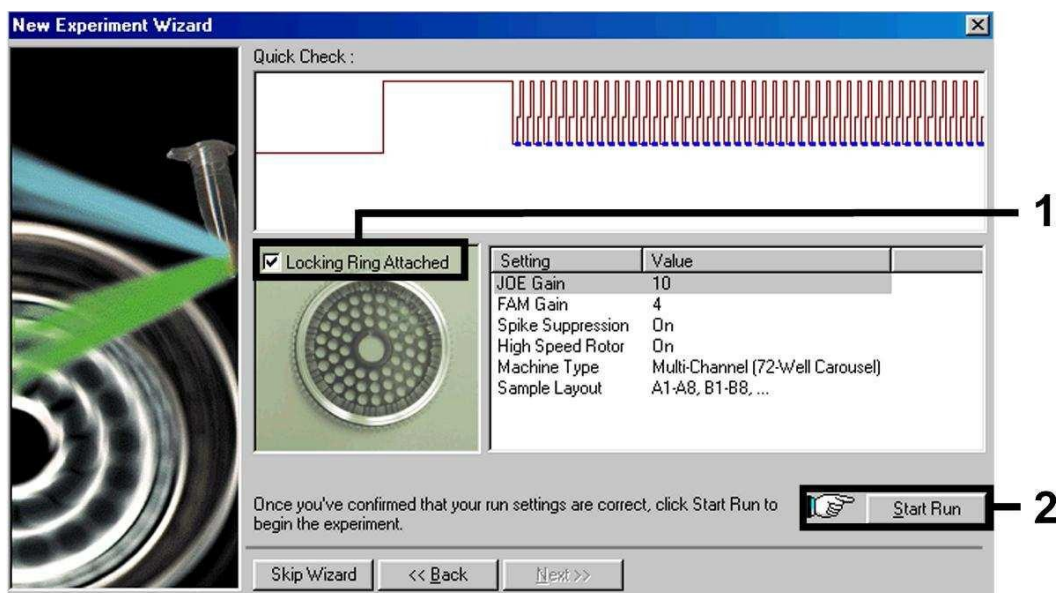 New Experiment Wizard
Quick Check :
1
Locking Ring Attached
Setting Value
JOE Gain 10
FAM Gain 4
Spike Suppression On
High Speed Rotor On
Machine Type Multi-Channel (72-Well Carousel)
Sample Layout A1-A8, B1-B8, ...
Once you've confirmed that your run settings are correct, click Start Run to
begin the experiment.
Start Run
2
Skip Wizard << Back Next >>